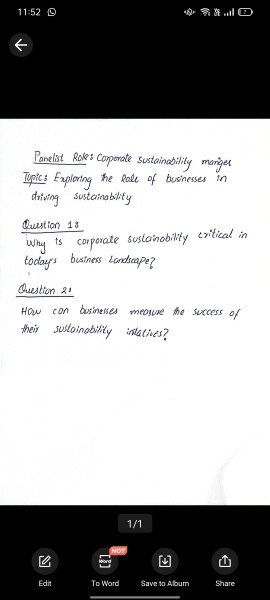 11:52
Panelist Role: Corporate sustainability manger
Topic: Exploring the Role of businesses in
driving sustainability
Question 1:
Why is corporate sustainability critical in
today's business Landscape?
Question 2:
How can businesses measure the success of
their sustainability initiatives?
1/1
HOT
Word
Edit
To Word
Save to Album
Share